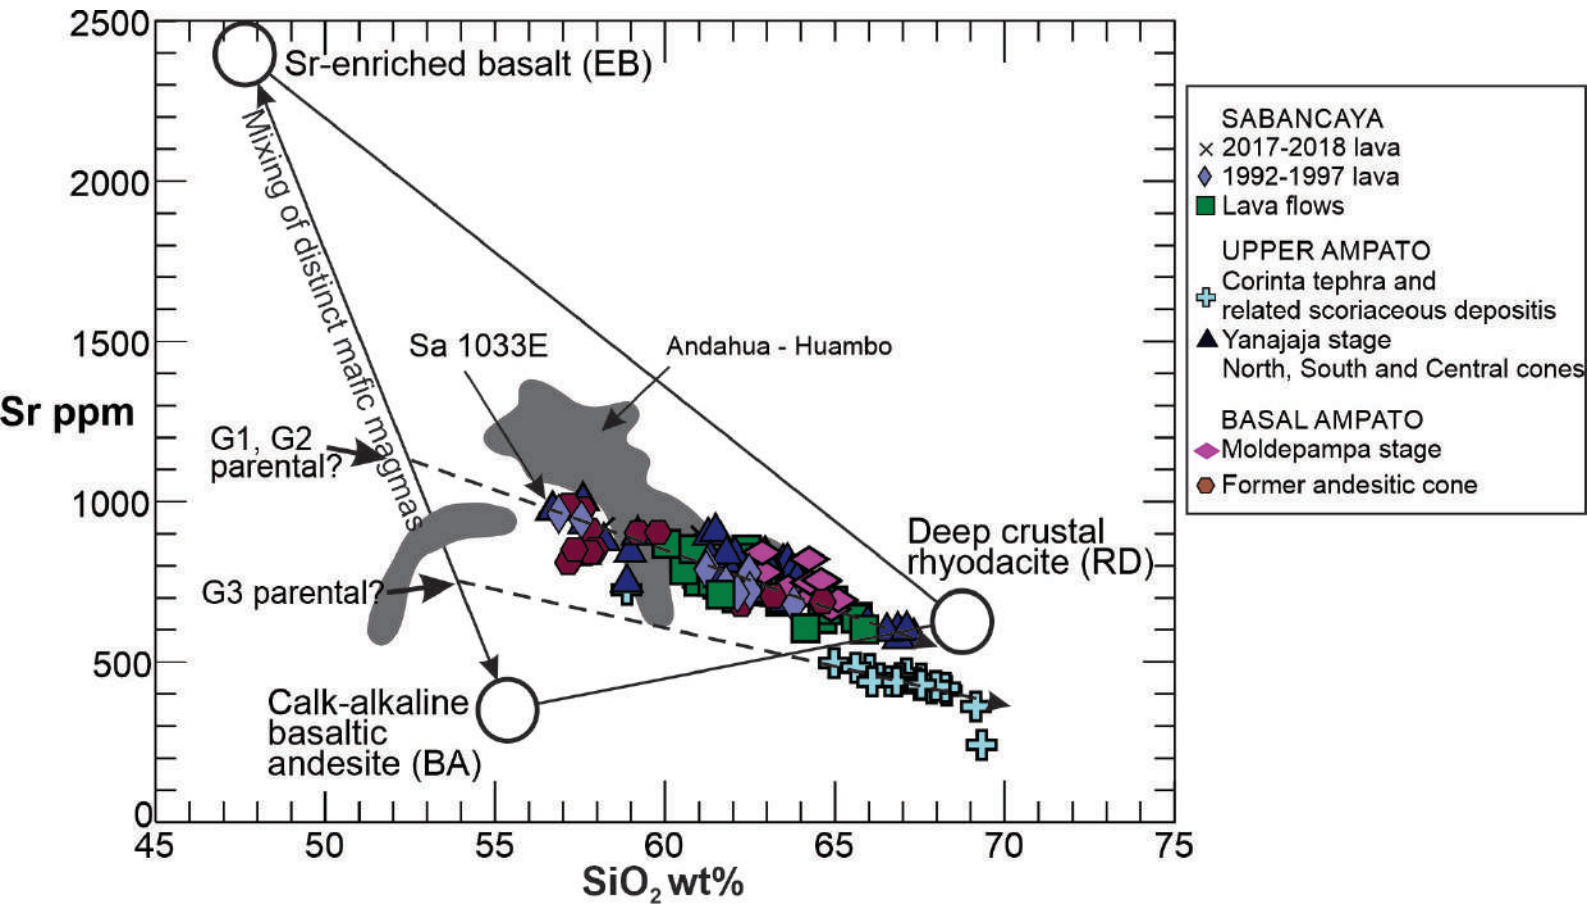 2500
2000
1500
1000
500
0
Sr ppm
45
50
55
60
65
70
75
SiO2 wt%
Sr-enriched basalt (EB)
Mixing of distinct mafic magmas
Sa 1033E
Andahua - Huambo
G1, G2
parental?
G3 parental?
Deep crustal
rhyodacite (RD)
Calk-alkaline
basaltic
andesite (BA)
SABANCAYA
2017-2018 lava
1992-1997 lava
Lava flows
UPPER AMPATO
Corinta tephra and
related scoriaceous depositis
Yanajaja stage
North, South and Central cones
BASAL AMPATO
Moldepampa stage
Former andesitic cone